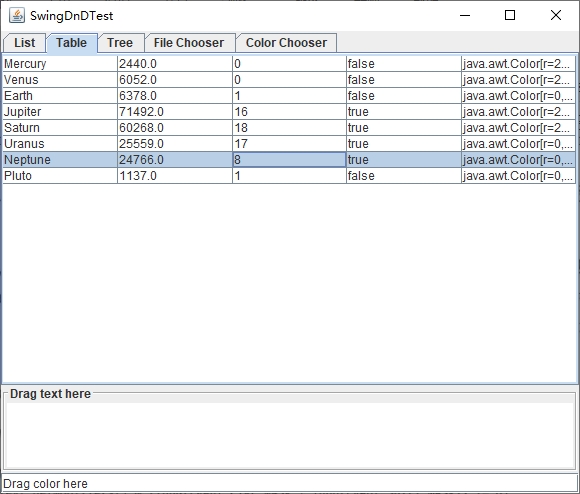 SwingDnDTest
List Table Tree File Chooser Color Chooser
Mercury 2440.0 0 false java.awt.Color[r=2...
Venus 6052.0 0 false java.awt.Color[r=2...
Earth 6378.0 1 false java.awt.Color[r=0,...
Jupiter 71492.0 16 true java.awt.Color[r=2...
Saturn 60268.0 18 true java.awt.Color[r=2...
Uranus 25559.0 17 true java.awt.Color[r=0,...
Neptune 24766.0 8 true java.awt.Color[r=0,...
Pluto 1137.0 1 false java.awt.Color[r=0,...
Drag text here
Drag color here